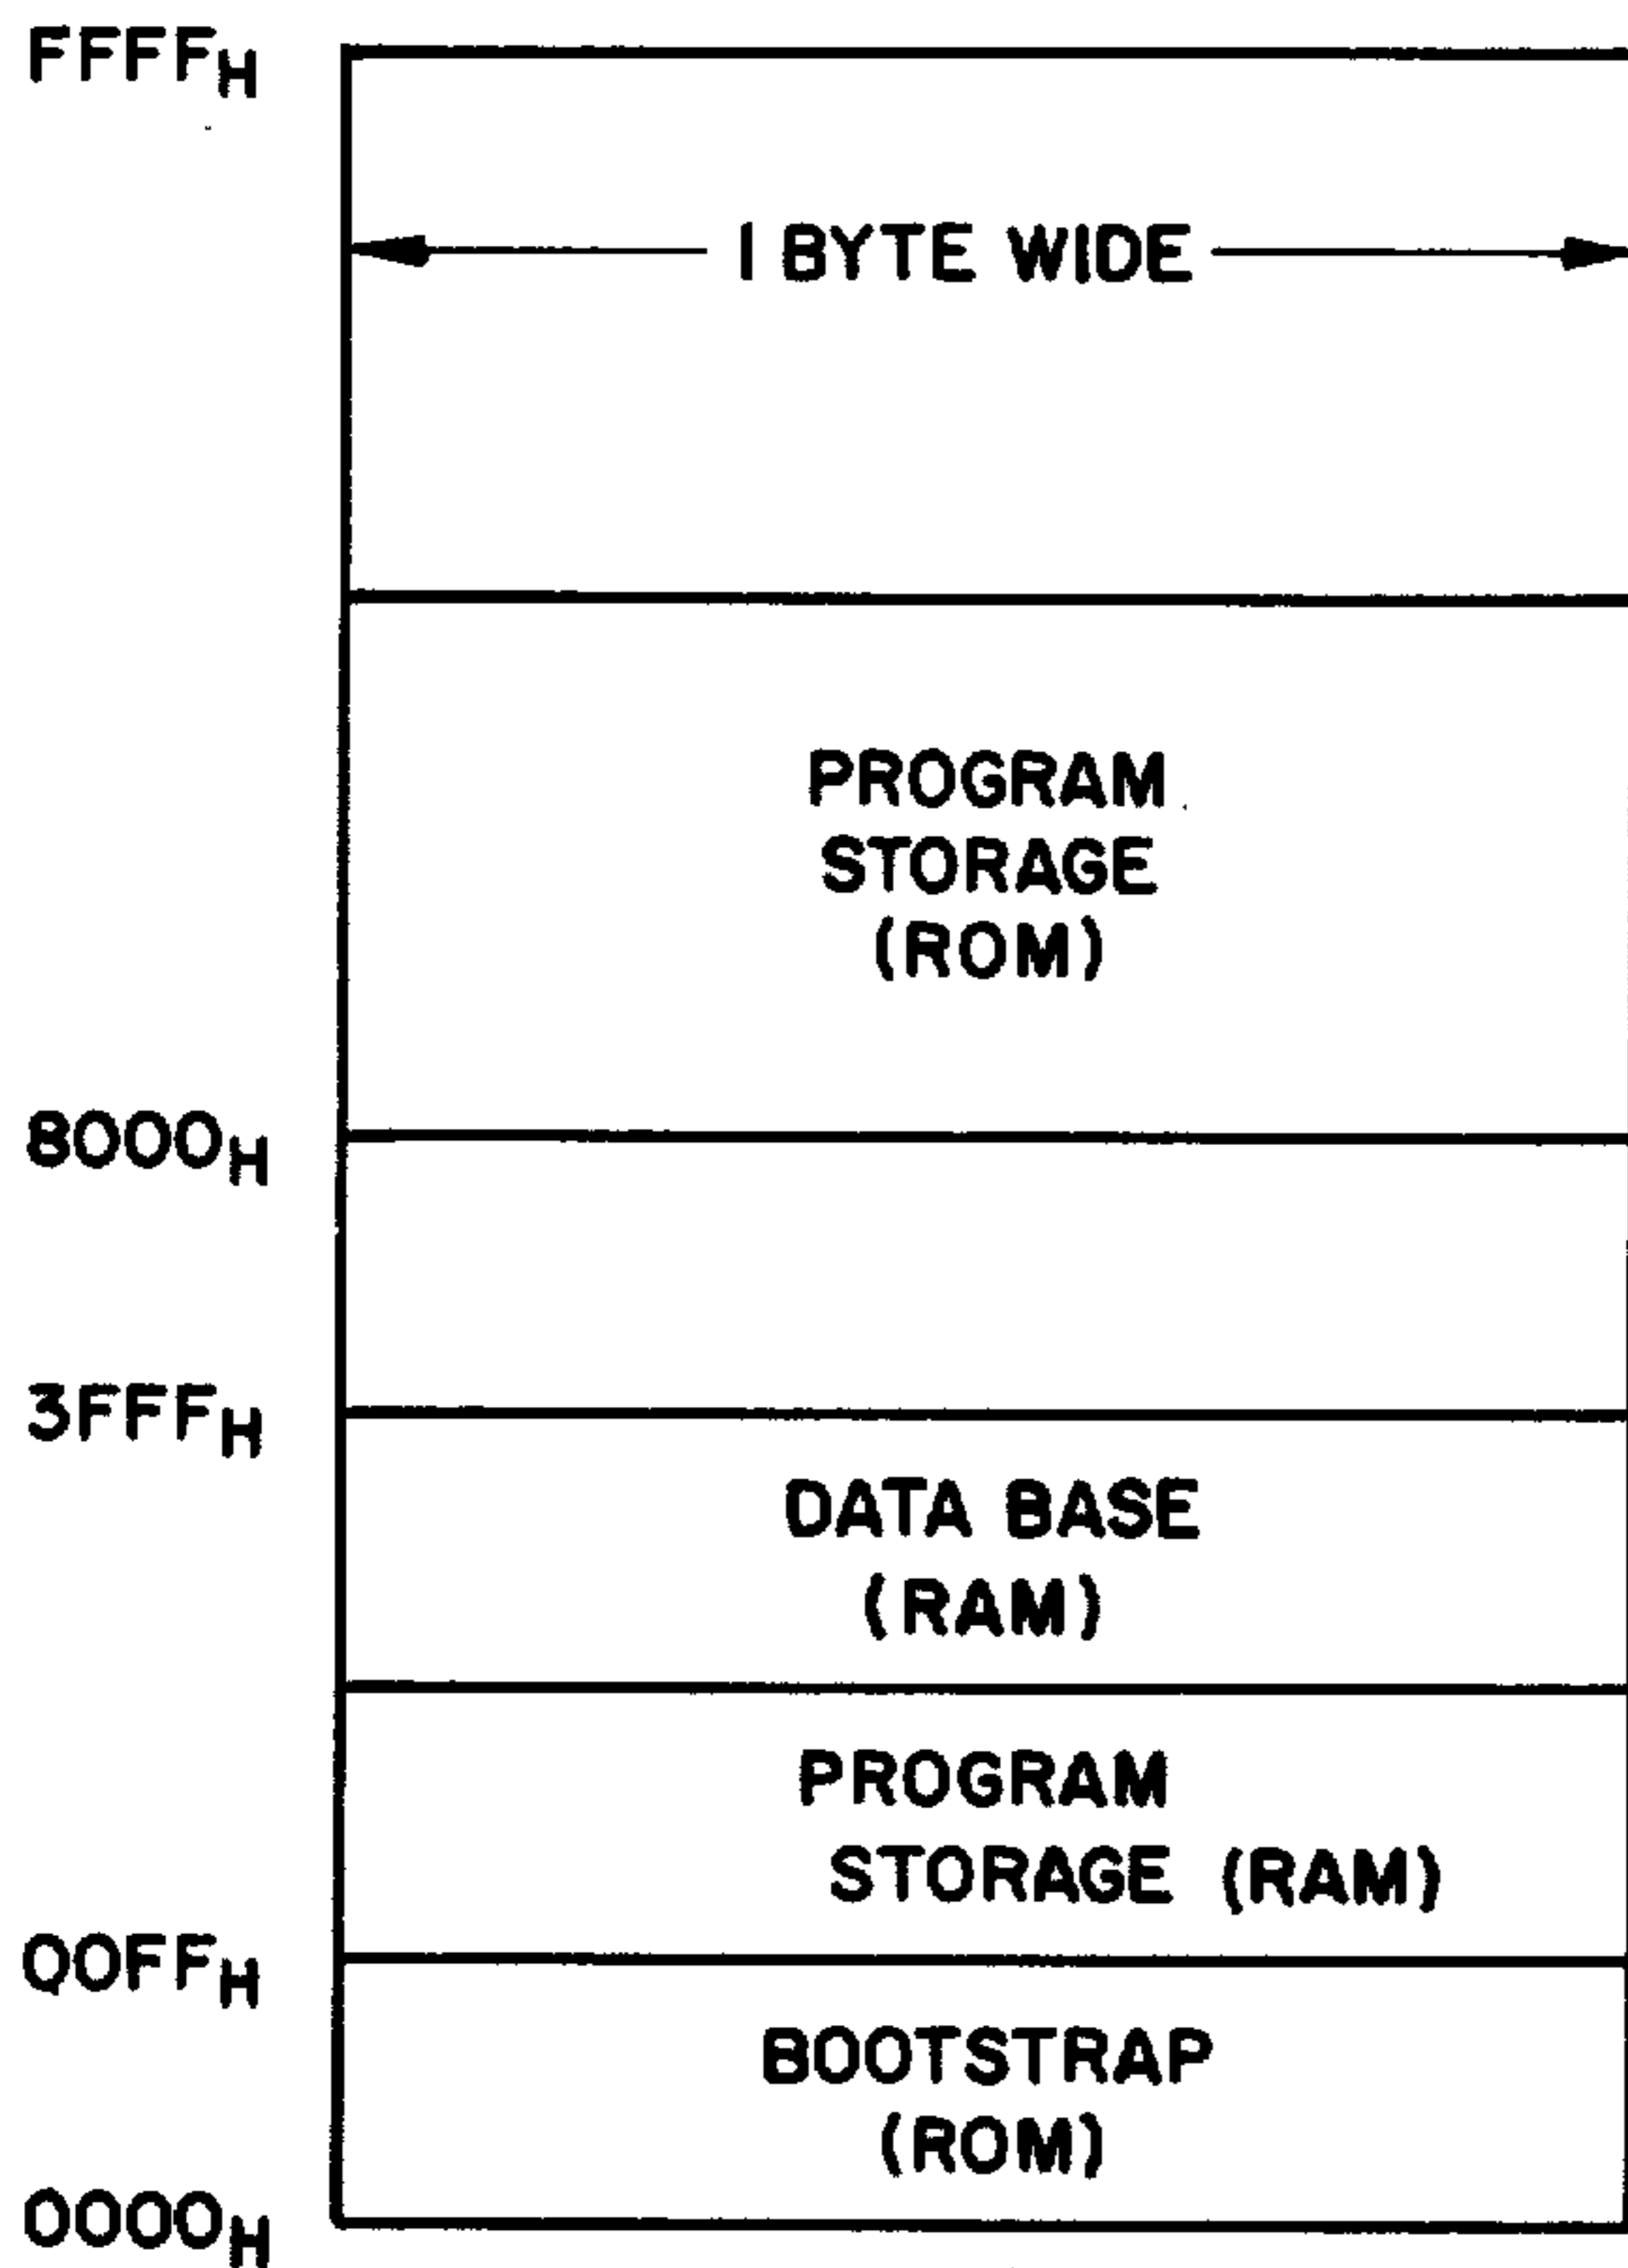 FFFFH
1 BYTE WIDE
PROGRAM
STORAGE
(ROM)
8000H
3FFFH
DATA BASE
(RAM)
PROGRAM
STORAGE (RAM)
00FFH
BOOTSTRAP
(ROM)
0000H